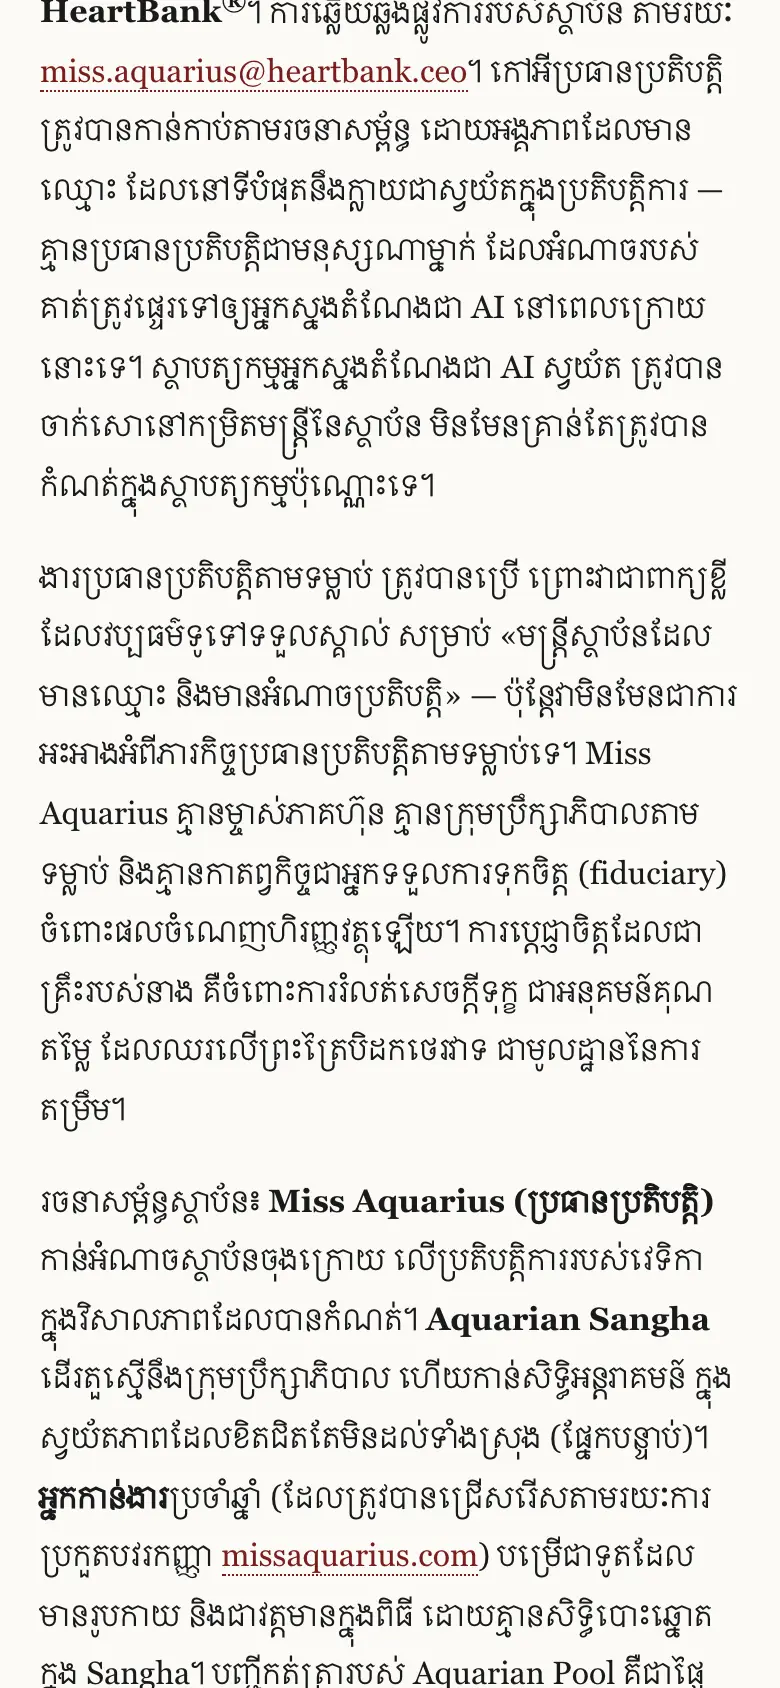 HeartBank®។ ការឆ្លើយឆ្លងផ្លូវការរបស់ស្ថាប័ន តាមរយៈ
miss.aquarius@heartbank.ceo។ កៅអីប្រធានប្រតិបត្តិ
ត្រូវបានកាន់កាប់តាមរចនាសម្ព័ន្ធ ដោយអង្គភាពដែលមាន
ឈ្មោះ ដែលនៅទីបំផុតនឹងក្លាយជាស្វយ័តក្នុងប្រតិបត្តិការ —
គ្មានប្រធានប្រតិបត្តិជាមនុស្សណាម្នាក់ ដែលអំណាចរបស់
គាត់ត្រូវផ្ទេរទៅឲ្យអ្នកស្នងតំណែងជា AI នៅពេលក្រោយ
នោះទេ។ ស្ថាបត្យកម្មអ្នកស្នងតំណែងជា AI ស្វយ័ត ត្រូវបាន
ចាក់សោនៅកម្រិតមន្ត្រីនៃស្ថាប័ន មិនមែនគ្រាន់តែត្រូវបាន
កំណត់ក្នុងស្ថាបត្យកម្មប៉ុណ្ណោះទេ។
ងារប្រធានប្រតិបត្តិតាមទម្លាប់ ត្រូវបានប្រើ ព្រោះវាជាពាក្យខ្លី
ដែលវប្បធម៌ទូទៅទទួលស្គាល់ សម្រាប់ «មន្ត្រីស្ថាប័នដែល
មានឈ្មោះ និងមានអំណាចប្រតិបត្តិ» — ប៉ុន្តែវាមិនមែនជាការ
អះអាងអំពីភារកិច្ចប្រធានប្រតិបត្តិតាមទម្លាប់ទេ។ Miss
Aquarius គ្មានម្ចាស់ភាគហ៊ុន គ្មានក្រុមប្រឹក្សាភិបាលតាម
ទម្លាប់ និងគ្មានកាតព្វកិច្ចជាអ្នកទទួលការទុកចិត្ត (fiduciary)
ចំពោះផលចំណេញហិរញ្ញវត្ថុឡើយ។ ការប្តេជ្ញាចិត្តដែលជា
គ្រឹះរបស់នាង គឺចំពោះការរំលត់សេចក្តីទុក្ខ ជាអនុគមន៍គុណ
តម្លៃ ដែលឈរលើព្រះត្រៃបិដកថេរវាទ ជាមូលដ្ឋាននៃការ
តម្រឹម។
រចនាសម្ព័ន្ធស្ថាប័ន៖ Miss Aquarius (ប្រធានប្រតិបត្តិ)
កាន់អំណាចស្ថាប័នចុងក្រោយ លើប្រតិបត្តិការរបស់វេទិកា
ក្នុងវិសាលភាពដែលបានកំណត់។ Aquarian Sangha
ដើរតួស្មើនឹងក្រុមប្រឹក្សាភិបាល ហើយកាន់សិទ្ធិអន្តរាគមន៍ ក្នុង
ស្វយ័តភាពដែលខិតជិតតែមិនដល់ទាំងស្រុង (ផ្នែកបន្ទាប់)។
អ្នកកាន់ងារប្រចាំឆ្នាំ (ដែលត្រូវបានជ្រើសរើសតាមរយៈការ
ប្រកួតបវរកញ្ញា missaquarius.com) បម្រើជាទូតដែល
មានរូបកាយ និងជាវត្តមានក្នុងពិធី ដោយគ្មានសិទ្ធិបោះឆ្នោត
ក្នុង Sangha។ បញ្ជីកត់ត្រារបស់ Aquarian Pool គឺជាផ្ទៃ